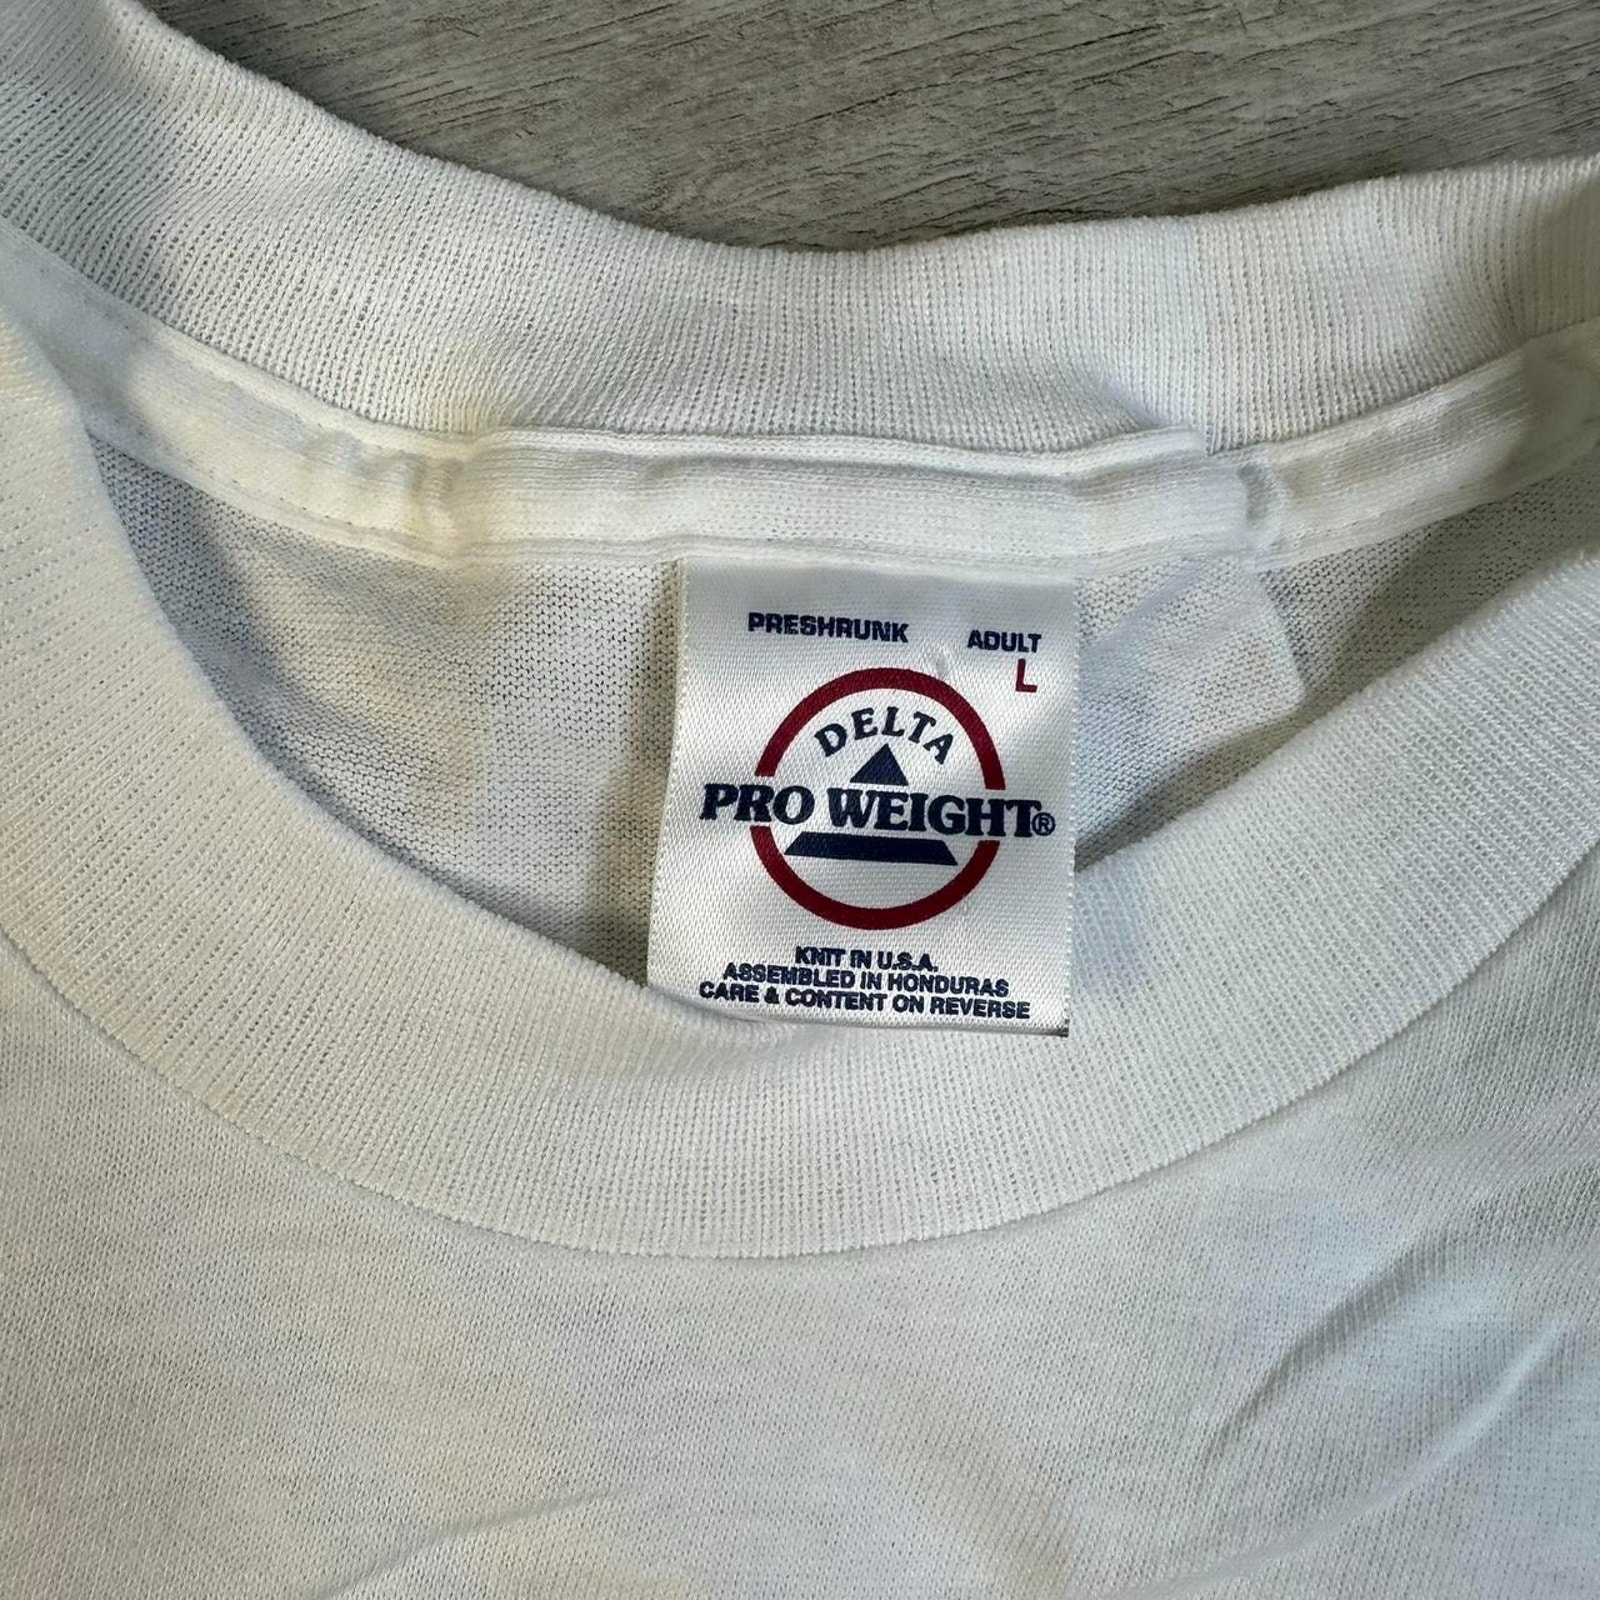 PRESHRUNK ADULT
L
DELTA
PRO WEIGHT®
KNIT IN U.S.A.
ASSEMBLED IN HONDURAS
CARE & CONTENT ON REVERSE